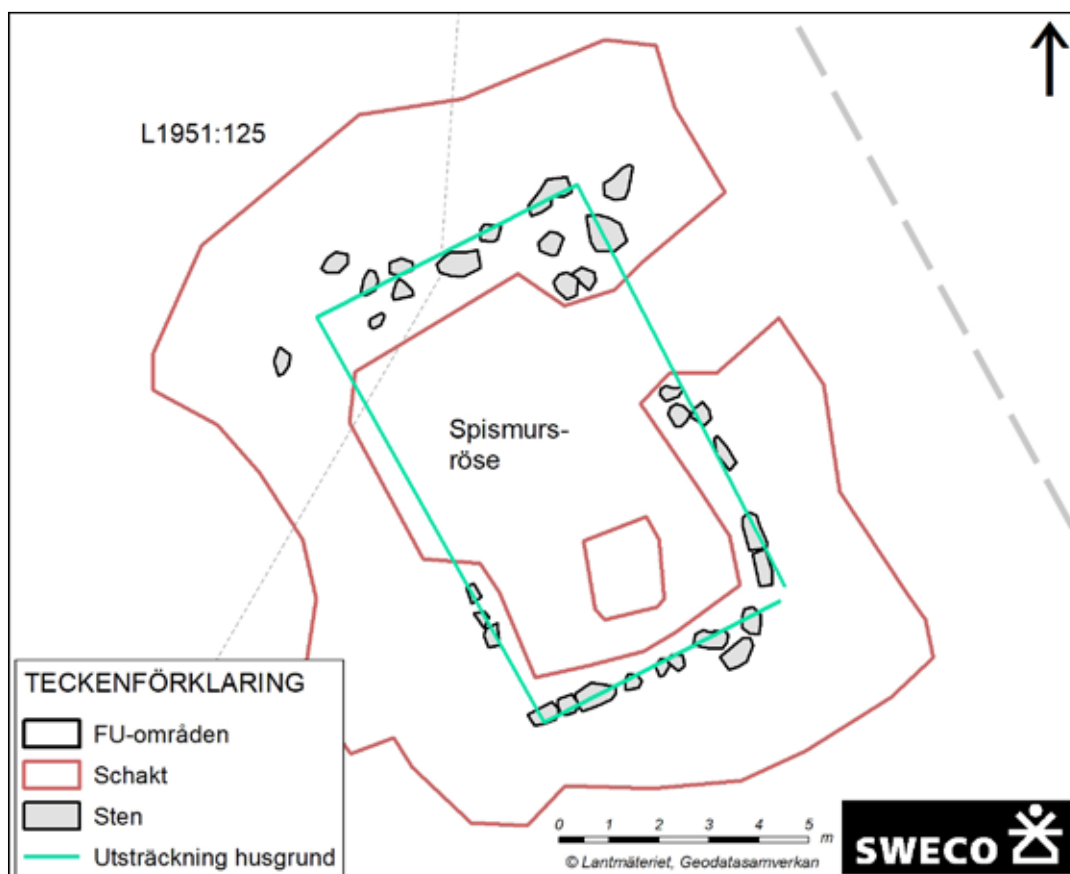 L1951:125
Spismurs-
röse
TECKENFÖRKLARING
FU-områden
Schakt
Sten
Utsträckning husgrund
0 1 2 3 4 5
m
© Lantmäteriet, Geodatasamverkan
SWECO